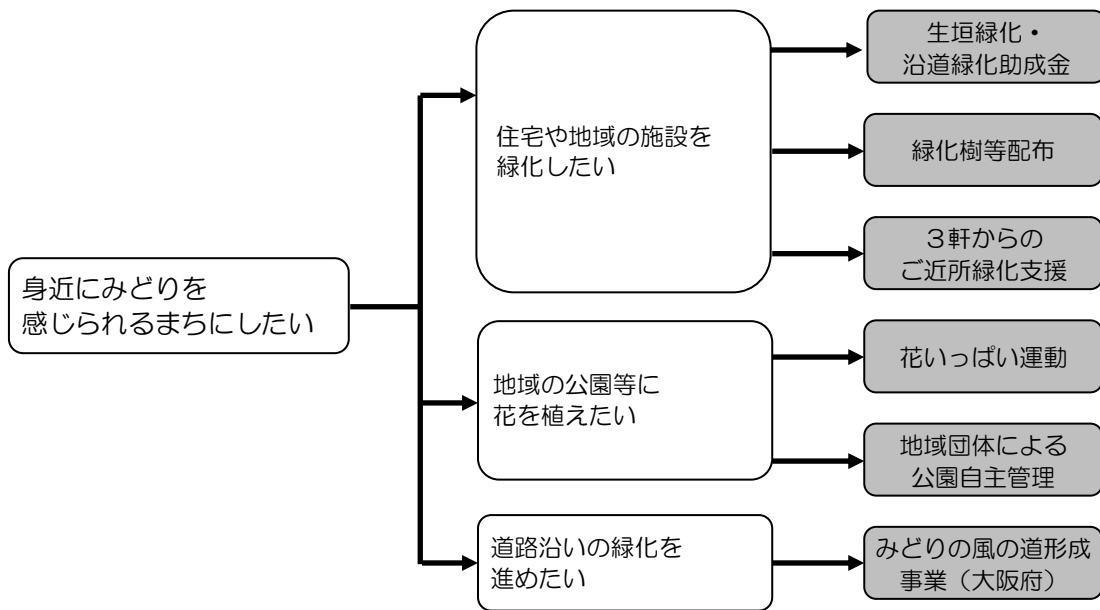 身近にみどりを
感じられるまちにしたい
住宅や地域の施設を
緑化したい
生垣緑化・
沿道緑化助成金
緑化樹等配布
3軒からの
ご近所緑化支援
地域の公園等に
花を植えたい
花いっぱい運動
地域団体による
公園自主管理
道路沿いの緑化を
進めたい
みどりの風の道形成
事業(大阪府)